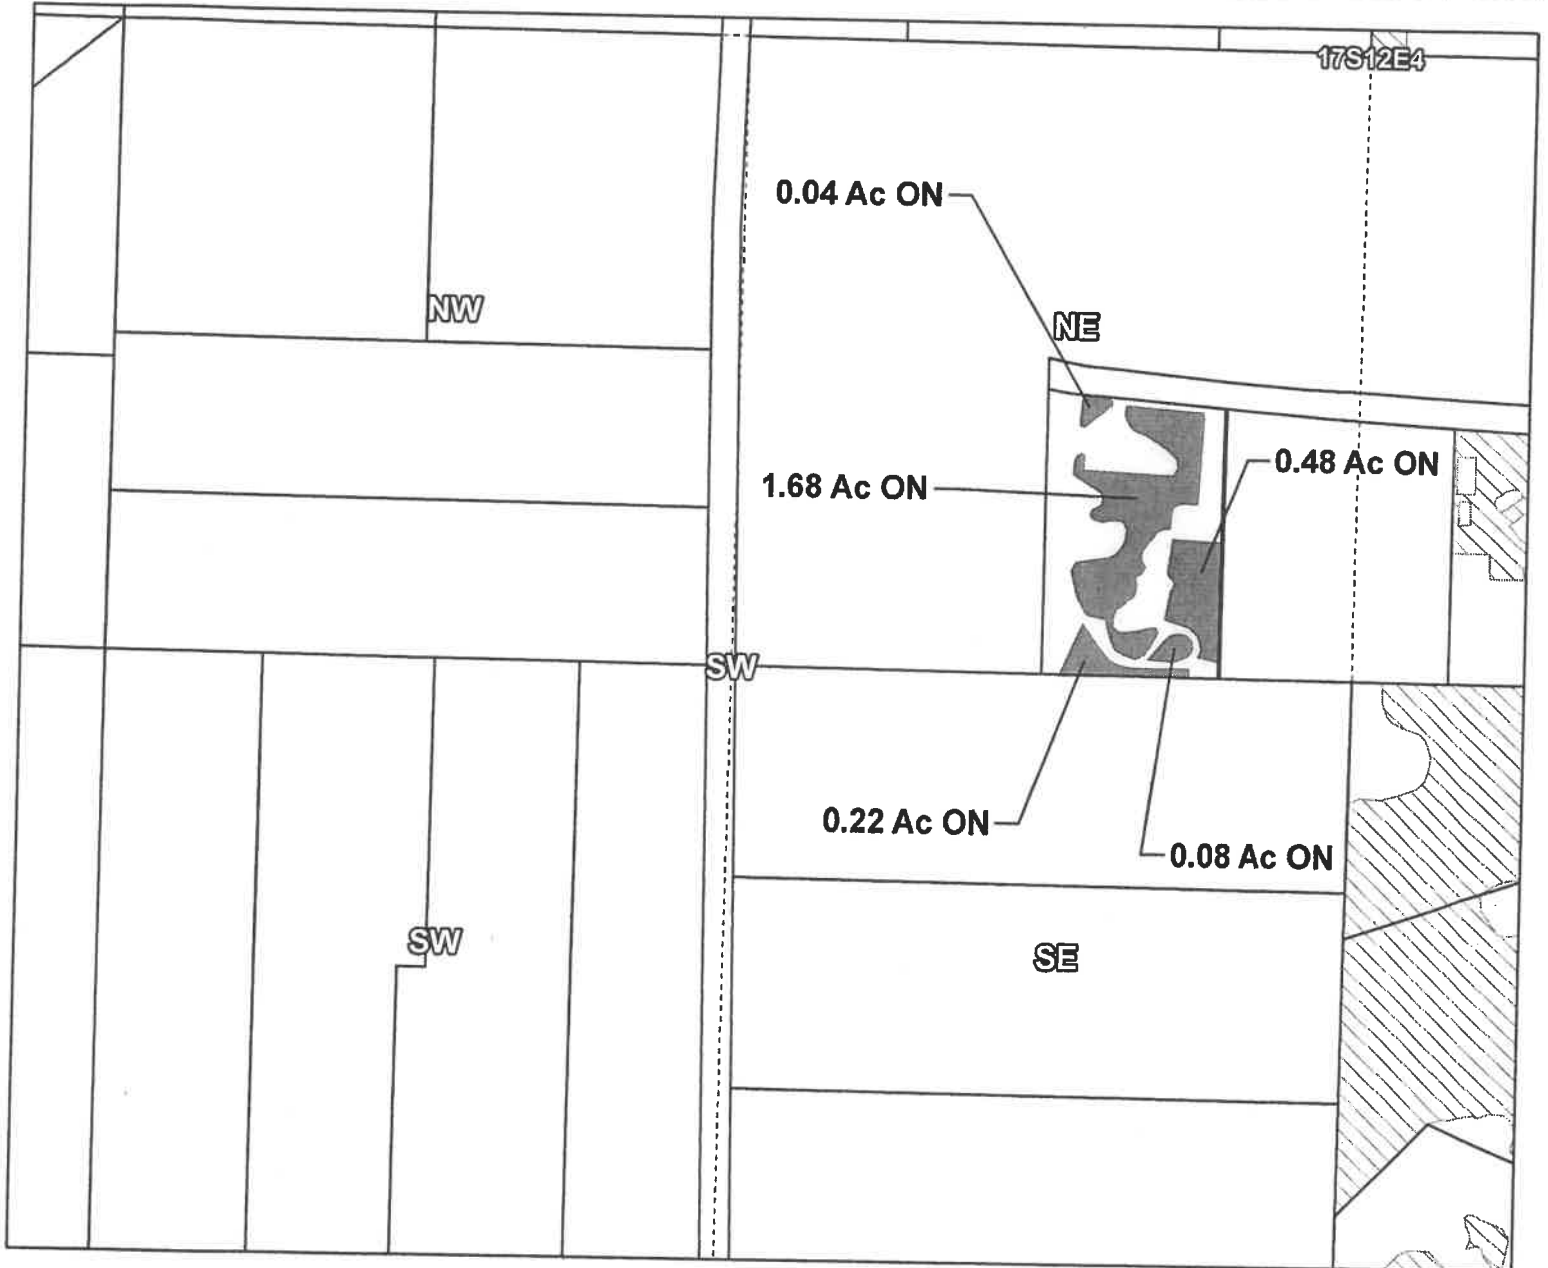 17S12E4
0.04 Ac ON
NW
NE
0.48 Ac ON
1.68 Ac ON
SW
0.22 Ac ON
0.08 Ac ON
SW
SE